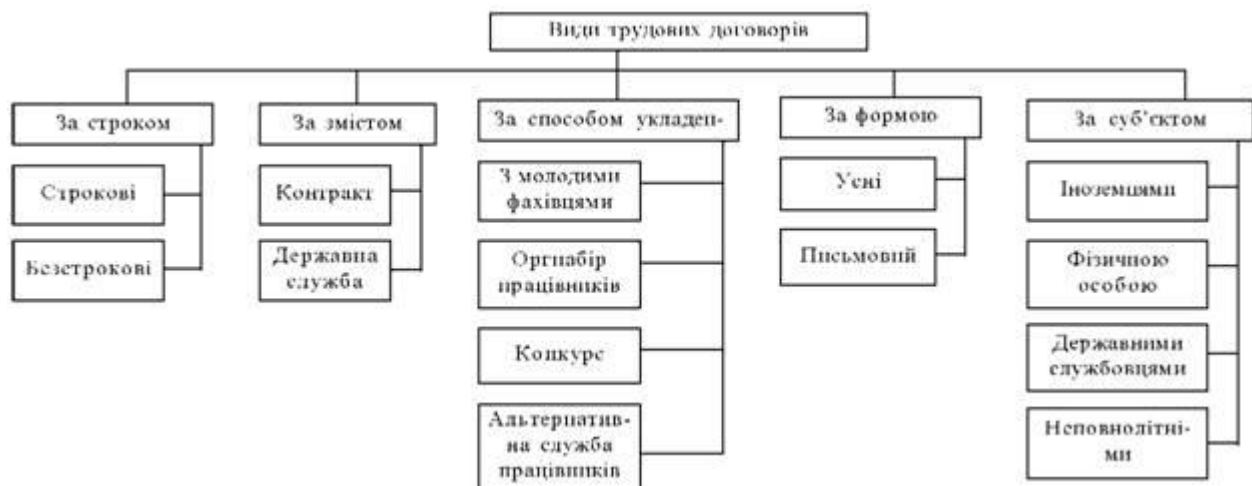 Види трудових договорів
За строком
Строкові
Безстрокові
За змістом
Контракт
Державна
служба
За способом укладен-
З молодими
фахівцями
Оргнабір
працівників
Конкурс
Альтернатив-
на служба
працівників
За формою
Усні
Письмовий
За суб'єктом
Іноземцями
Фізичною
особою
Державними
службовцями
Неповнолітні-
ми